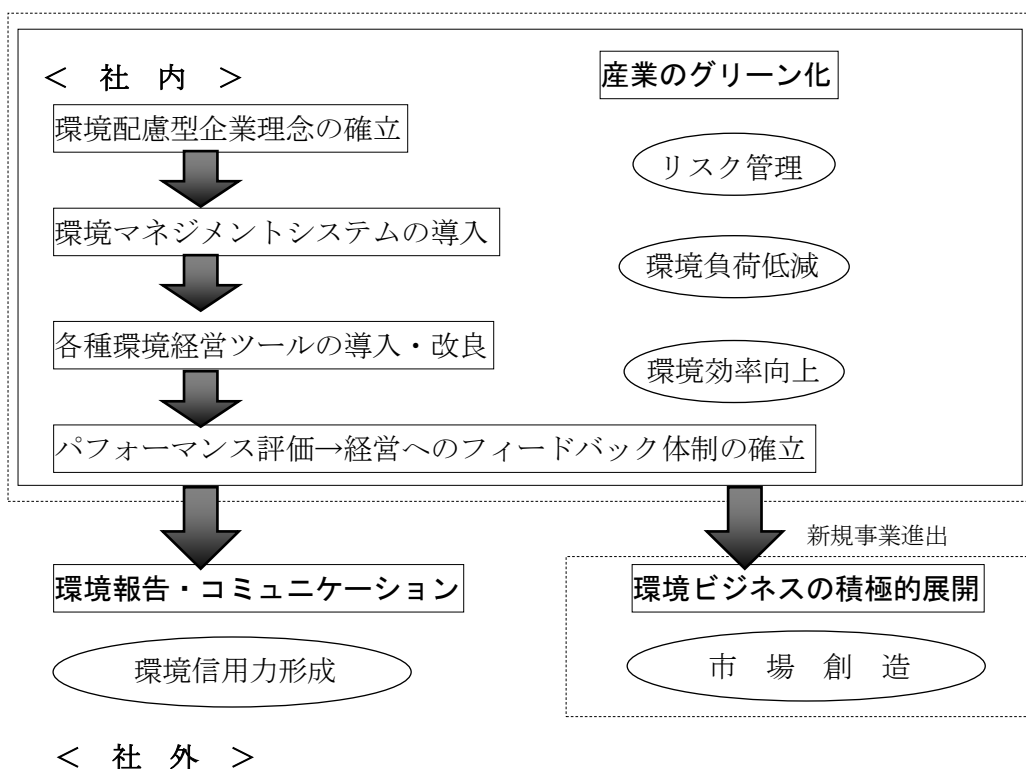 ＜ 社 内 ＞
産業のグリーン化
環境配慮型企業理念の確立
リスク管理
環境マネジメントシステムの導入
環境負荷低減
各種環境経営ツールの導入・改良
環境効率向上
パフォーマンス評価→経営へのフィードバック体制の確立
新規事業進出
環境報告・コミュニケーション
環境ビジネスの積極的展開
環境信用力形成
市 場 創 造
＜ 社 外 ＞